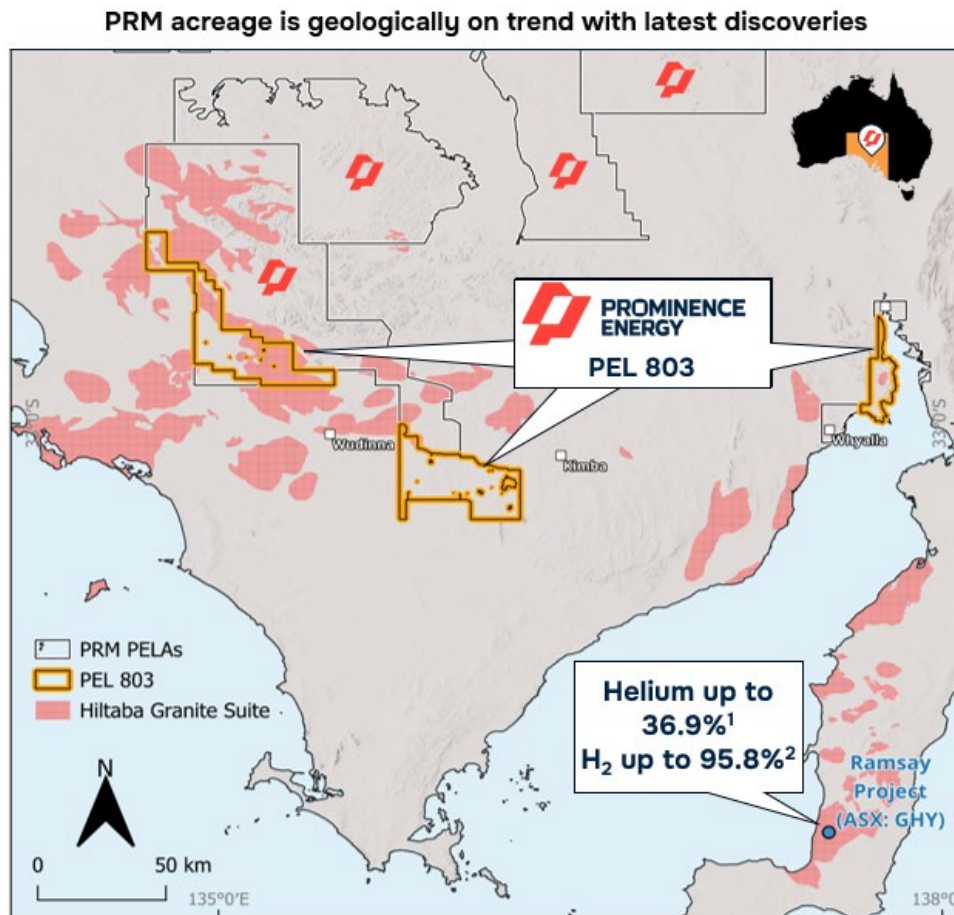 PRM acreage is geologically on trend with latest discoveries
PROMINENCE
ENERGY
PEL 803
33°0'S
33°0'S
Wudinna
Kimba
Whyalla
PRM PELAs
PEL 803
Hiltaba Granite Suite
Helium up to
36.9%¹
H₂ up to 95.8%²
Ramsay
Project
(ASX: GHY)
N
0 50 km
135°0'E
138°0